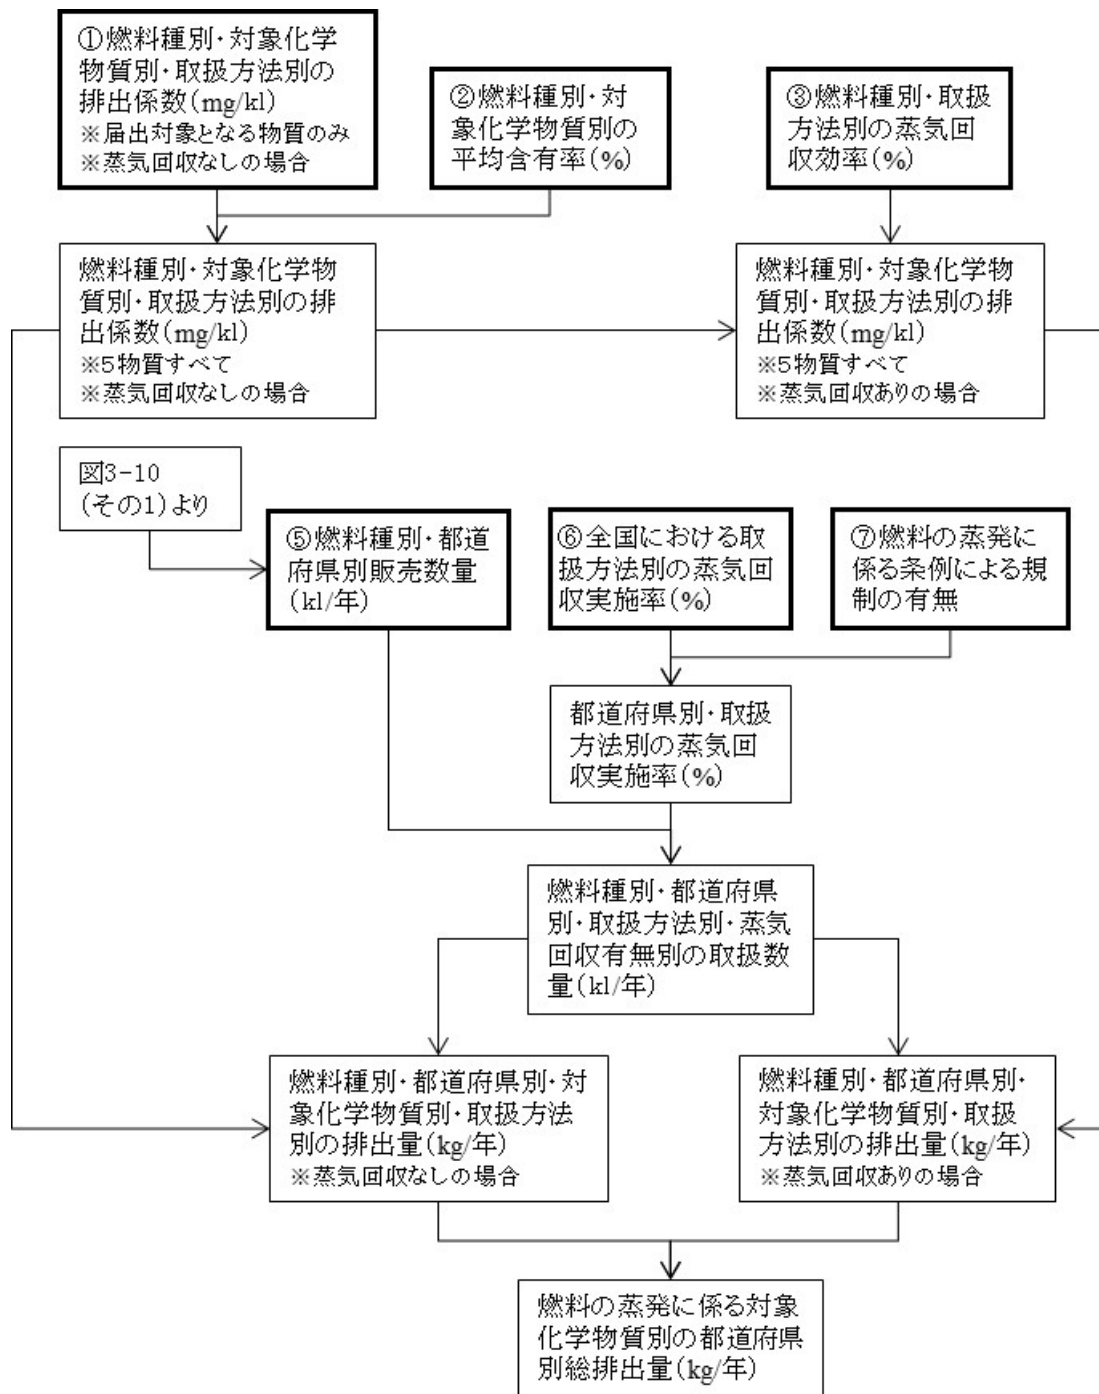 ①燃料種別・対象化学
物質別・取扱方法別の
排出係数(mg/kl)
※届出対象となる物質のみ
※蒸気回収なしの場合
②燃料種別・対
象化学物質別の
平均含有率(%)
③燃料種別・取扱
方法別の蒸気回
収効率(%)
燃料種別・対象化学物
質別・取扱方法別の排
出係数(mg/kl)
※5物質すべて
※蒸気回収なしの場合
燃料種別・対象化学物
質別・取扱方法別の排
出係数(mg/kl)
※5物質すべて
※蒸気回収ありの場合
図3-10
(その1)より
⑤燃料種別・都道
府県別販売数量
(kl/年)
⑥全国における取
扱方法別の蒸気回
収実施率(%)
⑦燃料の蒸発に
係る条例による規
制の有無
都道府県別・取扱
方法別の蒸気回
収実施率(%)
燃料種別・都道府県
別・取扱方法別・蒸気
回収有無別の取扱数
量(kl/年)
燃料種別・都道府県別・対
象化学物質別・取扱方法
別の排出量(kg/年)
※蒸気回収なしの場合
燃料種別・都道府県別・
対象化学物質別・取扱
方法別の排出量(kg/年)
※蒸気回収ありの場合
燃料の蒸発に係る対象
化学物質別の都道府県
別総排出量(kg/年)